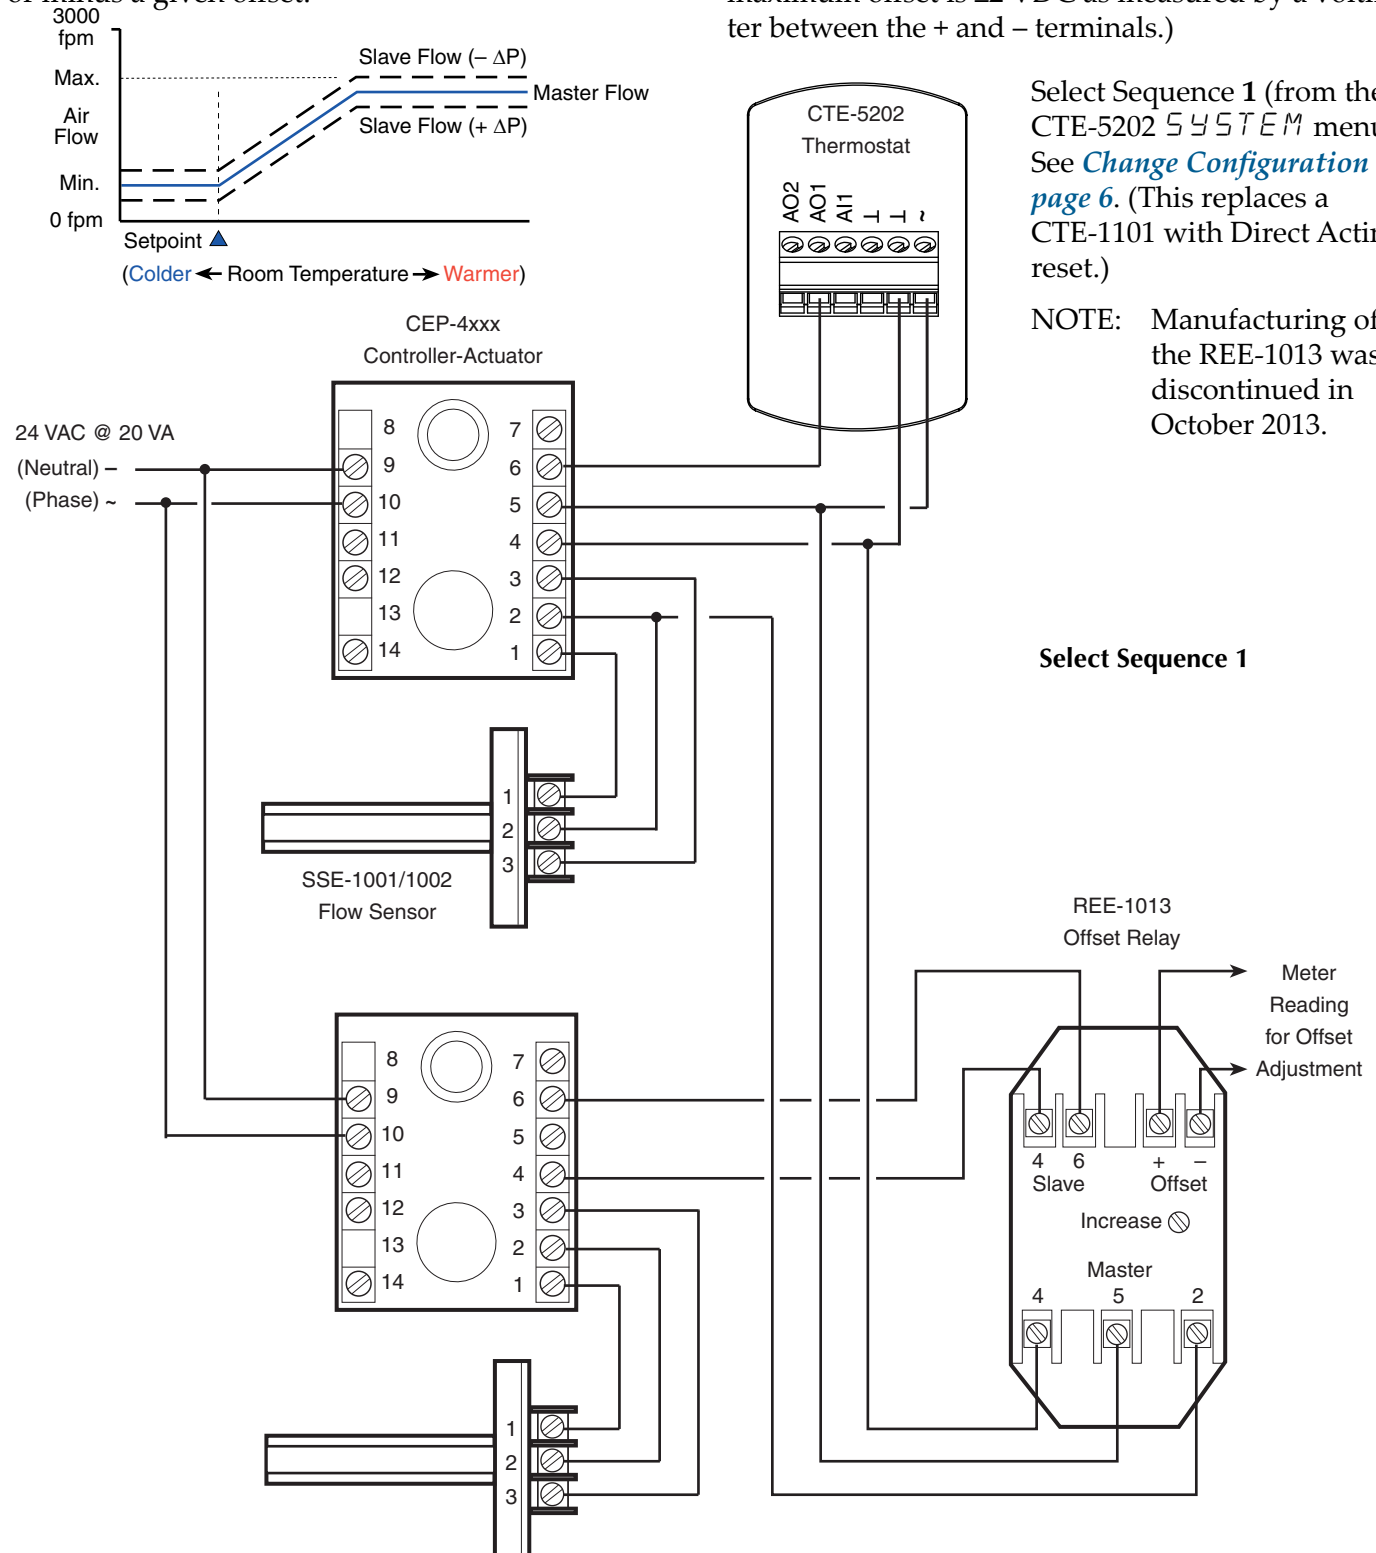 or minus a given offset.
3000
fpm
Max.
Air
Flow
Min.
0 fpm
Slave Flow (– ΔP)
Master Flow
Slave Flow (+ ΔP)
Setpoint
(Colder Room Temperature Warmer)
ter between the + and – terminals.)
CTE-5202
Thermostat
AO2
AO1
AI1
⊥
⊥
~
Select Sequence 1 (from the
CTE-5202 SYSTEM menu
See Change Configuration
page 6. (This replaces a
CTE-1101 with Direct
reset.)
NOTE: Manufacturing of
the REE-1013 was
discontinued in
October 2013.
CEP-4xxx
Controller-Actuator
24 VAC @ 20 VA
(Neutral) –
(Phase) ~
8
9
10
11
12
13
14
7
6
5
4
3
2
1
Select Sequence 1
1
2
3
SSE-1001/1002
Flow Sensor
REE-1013
Offset Relay
Meter
Reading
for Offset
Adjustment
8
9
10
11
12
13
14
7
6
5
4
3
2
1
4 6 + –
Slave Offset
Increase
Master
4 5 2
1
2
3